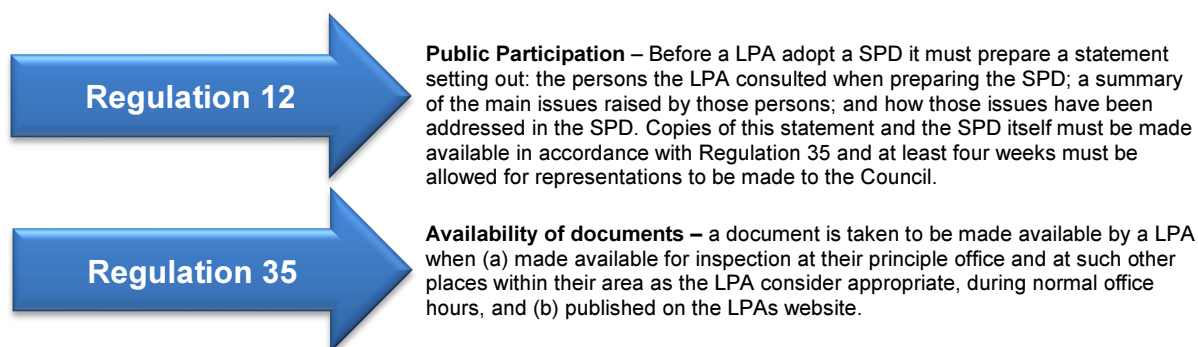 Regulation 12
Public Participation – Before a LPA adopt a SPD it must prepare a statement
setting out: the persons the LPA consulted when preparing the SPD; a summary
of the main issues raised by those persons; and how those issues have been
addressed in the SPD. Copies of this statement and the SPD itself must be made
available in accordance with Regulation 35 and at least four weeks must be
allowed for representations to be made to the Council.
Regulation 35
Availability of documents – a document is taken to be made available by a LPA
when (a) made available for inspection at their principle office and at such other
places within their area as the LPA consider appropriate, during normal office
hours, and (b) published on the LPAs website.